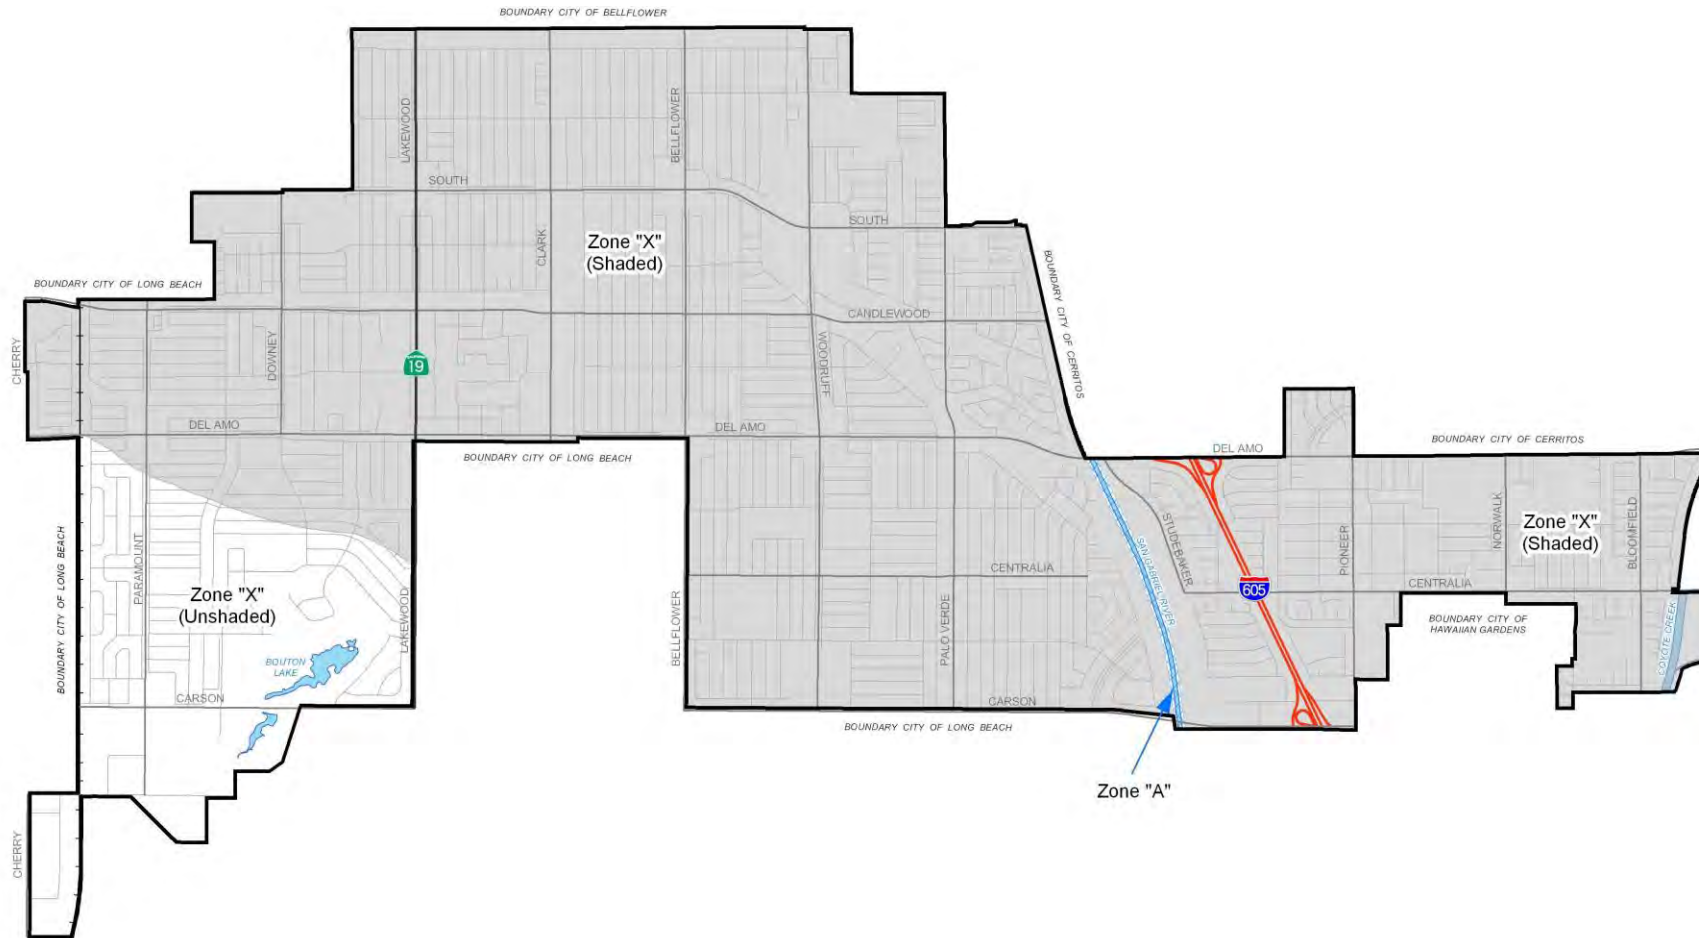 BOUNDARY CITY OF BELLFLOWER
LAKEWOOD
BELLFLOWER
SOUTH
SOUTH
CLARK
Zone "X"
(Shaded)
BOUNDARY CITY OF CERRITOS
BOUNDARY CITY OF LONG BEACH
CANDLEWOOD
CHERRY
DOWNEY
19
WOODRUFF
DEL AMO
DEL AMO
BOUNDARY CITY OF LONG BEACH
DEL AMO
BOUNDARY CITY OF CERRITOS
BOUNDARY CITY OF LONG BEACH
PARAMOUNT
Zone "X"
(Unshaded)
LAKEWOOD
BOUTON
LAKE
CARSON
CHERRY
BELLFLOWER
CENTRALIA
PALO VERDE
CARSON
BOUNDARY CITY OF LONG BEACH
SAN GABRIEL RIVER
STUDEBAKER
605
PIONEER
NORWALK
Zone "X"
(Shaded)
BLOOMFIELD
CENTRALIA
BOUNDARY CITY OF
HAWAIIAN GARDENS
COYOTE CREEK
Zone "A"